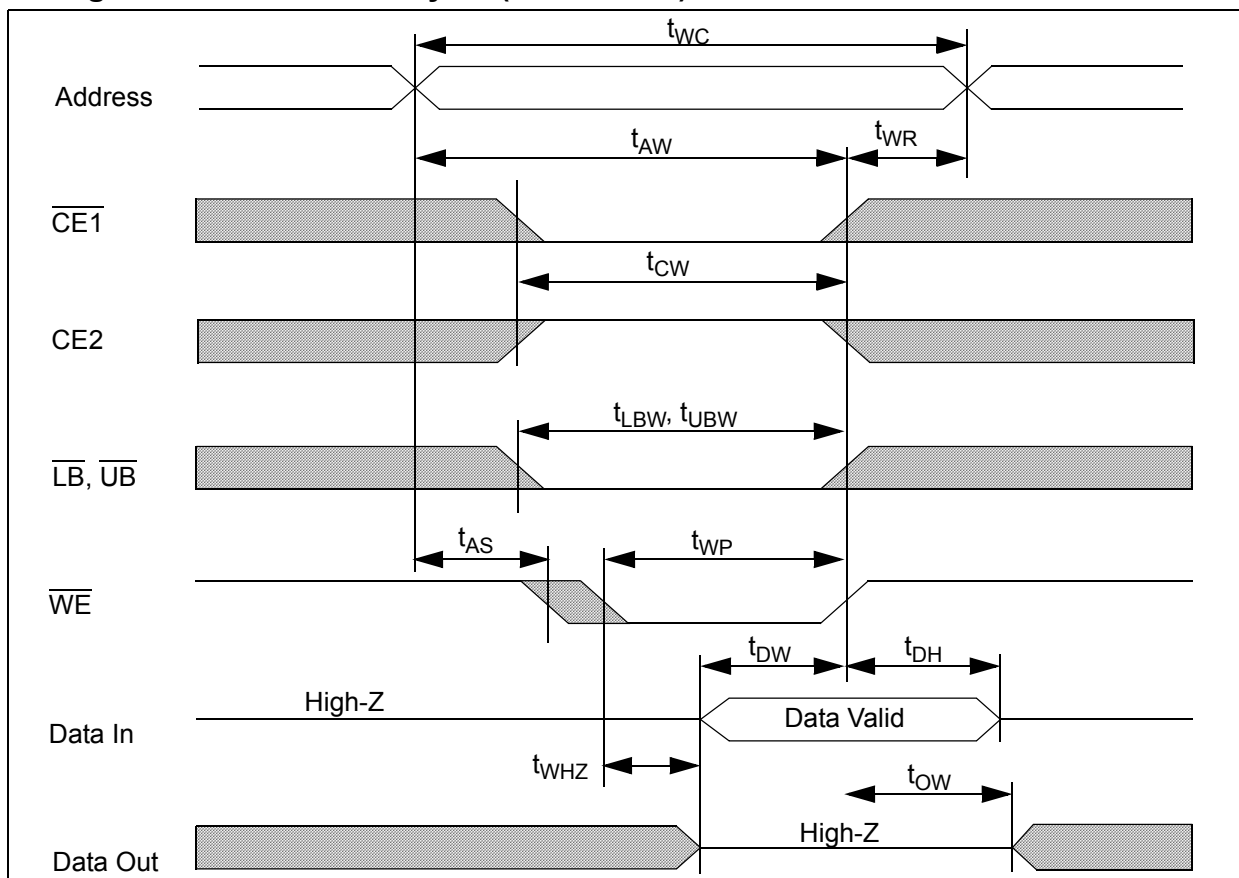 tWC
Address
tAW
tWR
CE1
tCW
CE2
tLBW, tUBW
LB, UB
tAS
tWP
WE
tDW
tDH
High-Z
Data Valid
Data In
tWHZ
tOW
High-Z
Data Out